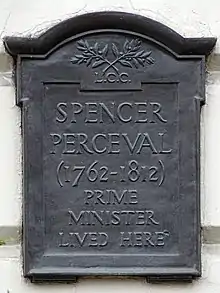 L.C.C.
SPENCER
PERCEVAL
(1762-1812)
PRIME
MINISTER
LIVED HERE